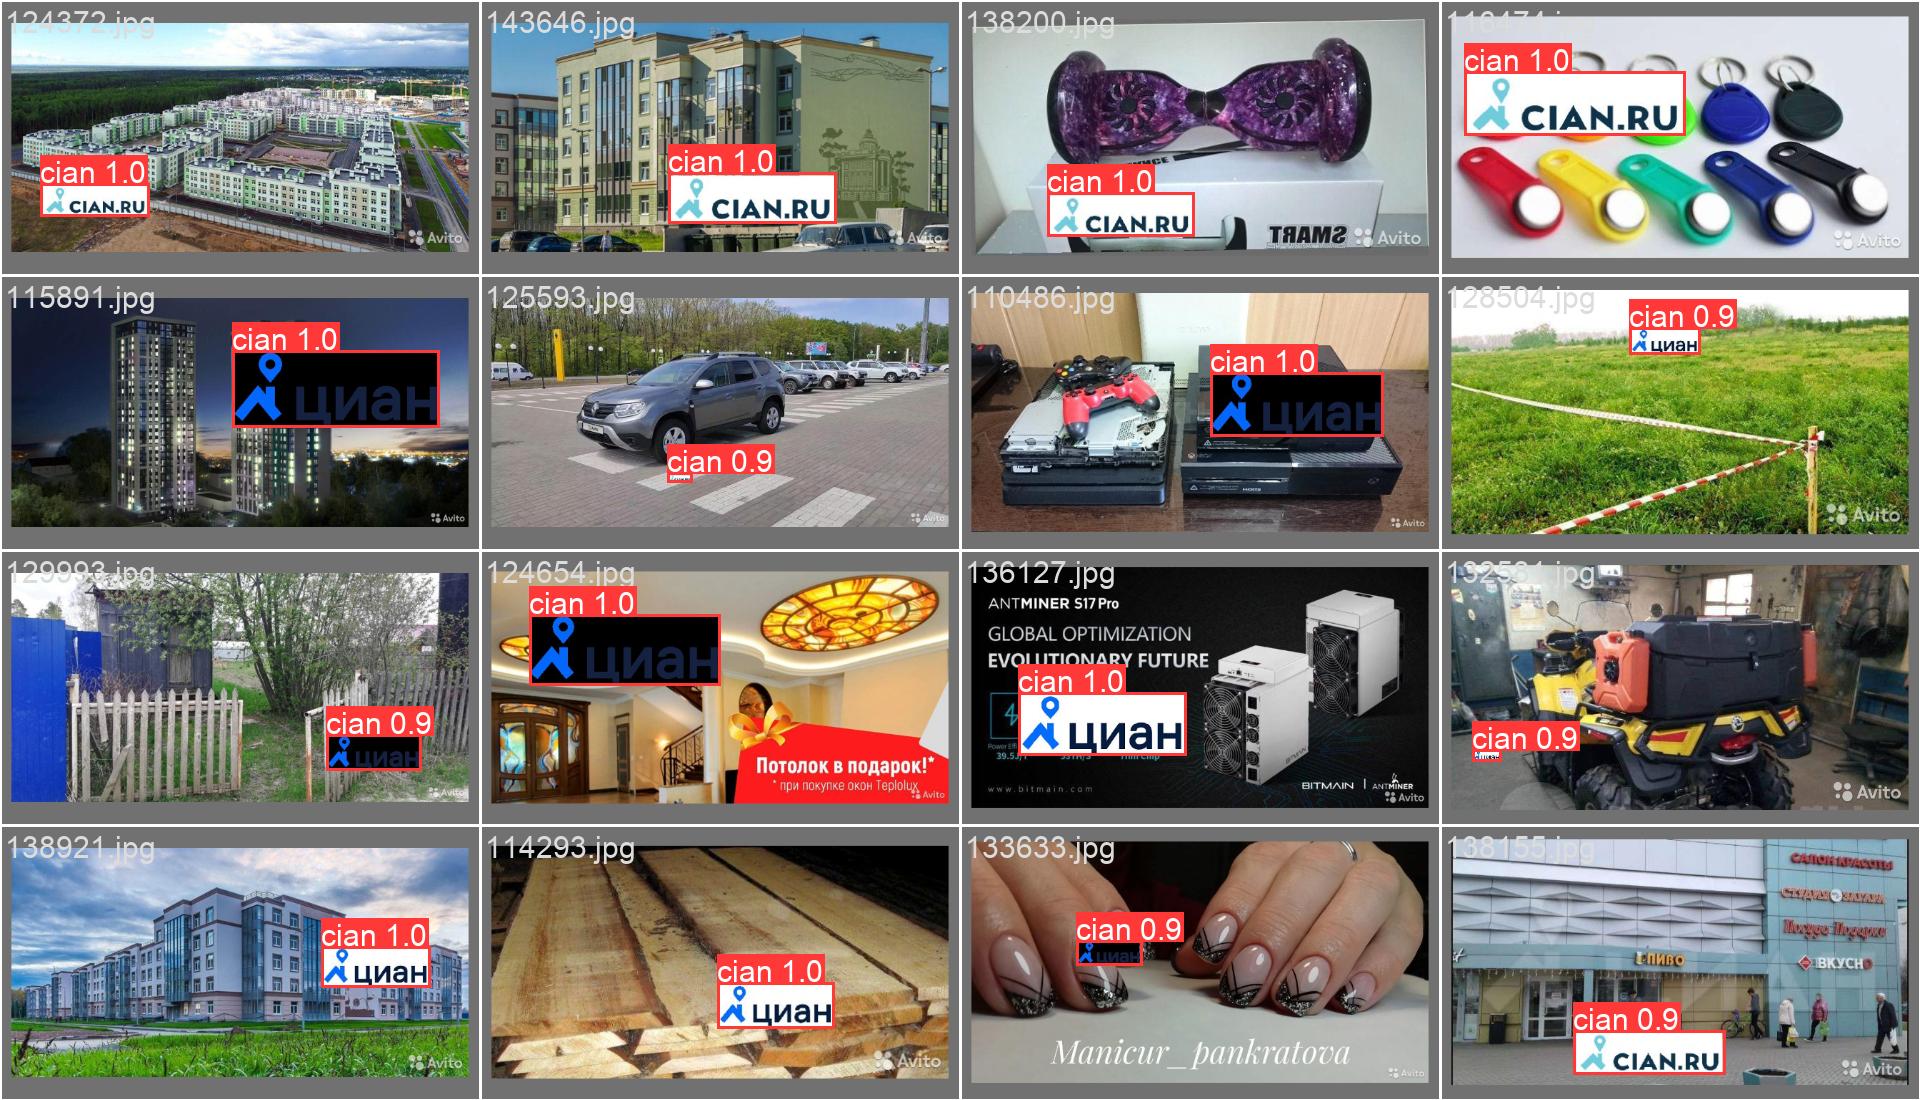 124372.jpg
cian 1.0
CIAN.RU
Avito
143646.jpg
cian 1.0
CIAN.RU
Avito
138200.jpg
cian 1.0
CIAN.RU
SMART
Avito
cian 1.0
CIAN.RU
Avito
115891.jpg
cian 1.0
циан
Avito
125593.jpg
cian 0.9
Avito
110486.jpg
cian 1.0
циан
Avito
128504.jpg
cian 0.9
циан
Avito
129993.jpg
cian 0.9
циан
Avito
124654.jpg
cian 1.0
циан
Потолок в подарок!*
* при покупке окон Teplolux
Avito
136127.jpg
ANTMINER S17 Pro
GLOBAL OPTIMIZATION
EVOLUTIONARY FUTURE
cian 1.0
циан
www.bitmain.com
BITMAIN | ANTMINER
Avito
cian 0.9
Avito
138921.jpg
cian 1.0
циан
Avito
114293.jpg
cian 1.0
циан
Avito
133633.jpg
cian 0.9
циан
Manicur_pankratova
Avito
138155.jpg
САЛОН КРАСОТЫ
ПИВО
ВКУСНО
cian 0.9
CIAN.RU
Avito